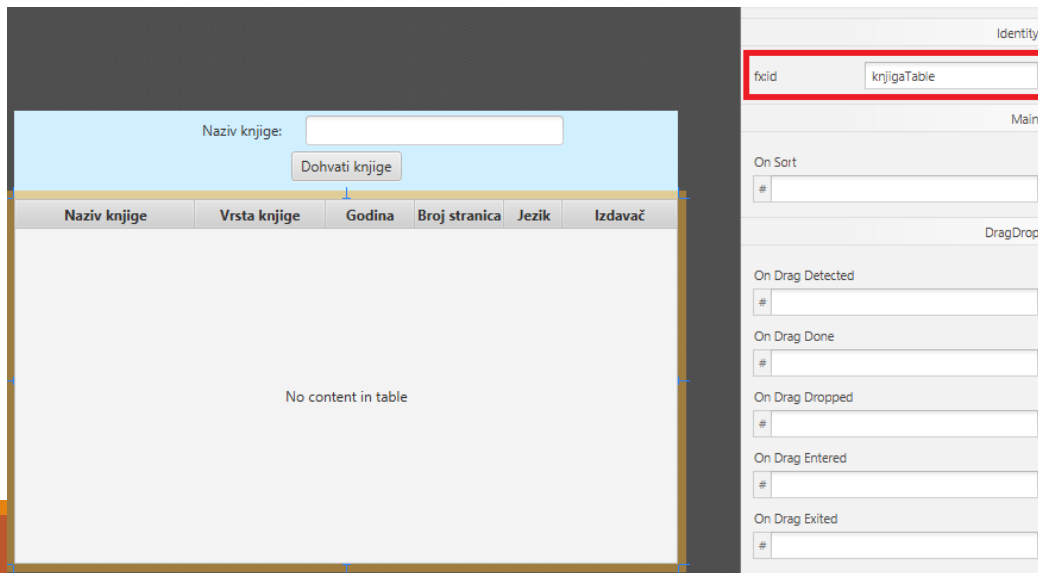 Identity
fx:id knjigaTable
Main
Naziv knjige:
Dohvati knjige
On Sort
#
Naziv knjige Vrsta knjige Godina Broj stranica Jezik Izdavač
DragDrop
On Drag Detected
#
On Drag Done
#
No content in table
On Drag Dropped
#
On Drag Entered
#
On Drag Exited
#